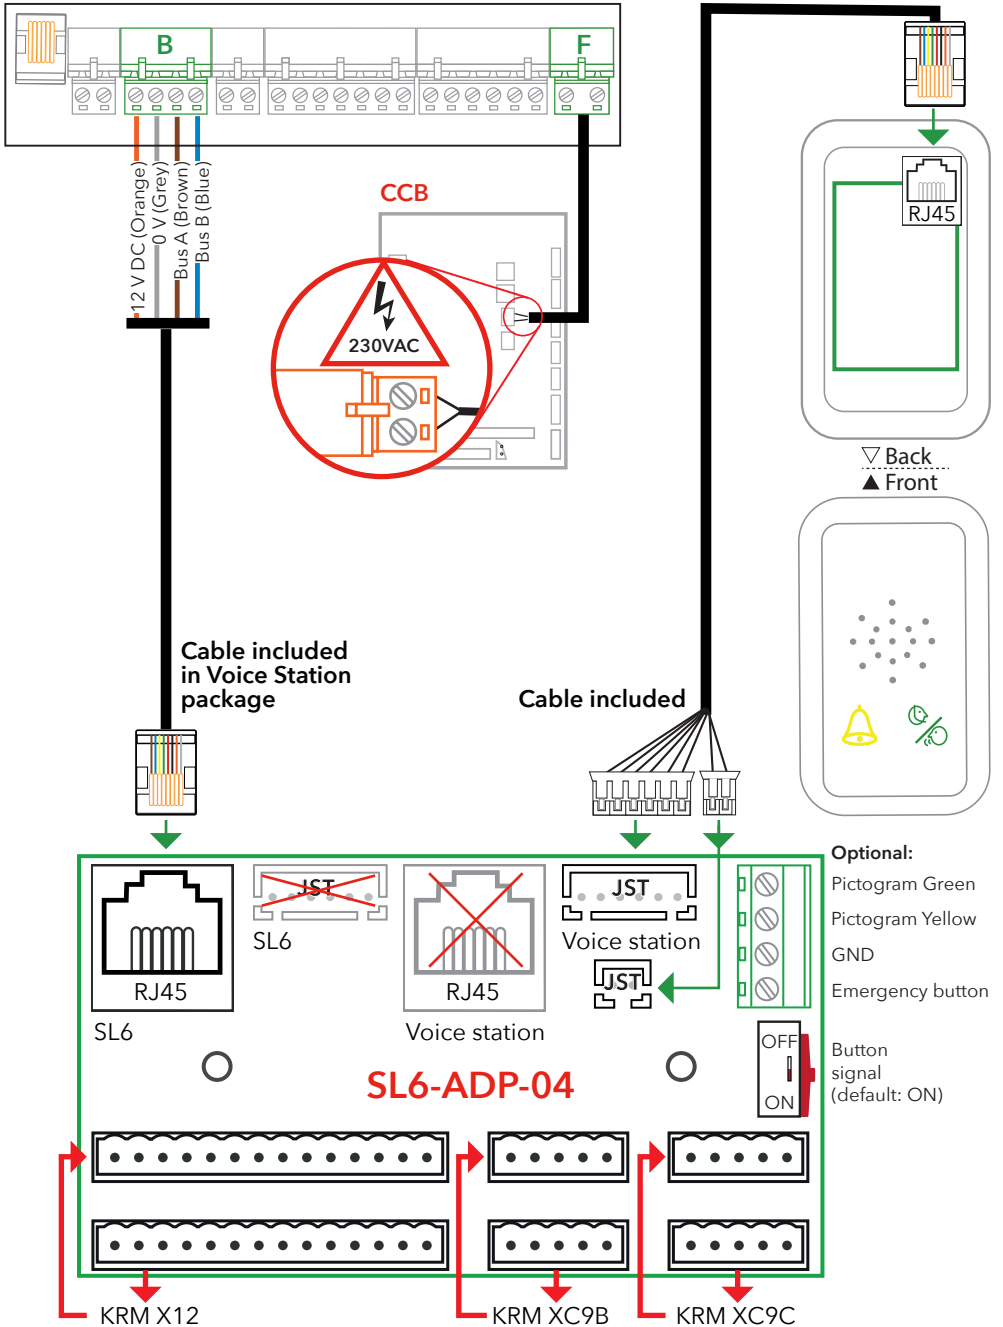 B
F
12 V DC (Orange)
0 V (Grey)
Bus A (Brown)
Bus B (Blue)
CCB
230VAC
RJ45
▽ Back
▲ Front
Cable included
in Voice Station
package
Cable included
Optional:
Pictogram Green
Pictogram Yellow
GND
Emergency button
JST
SL6
RJ45
SL6
RJ45
Voice station
JST
Voice station
JST
OFF
ON
Button
signal
(default: ON)
SL6-ADP-04
KRM X12
KRM XC9B
KRM XC9C